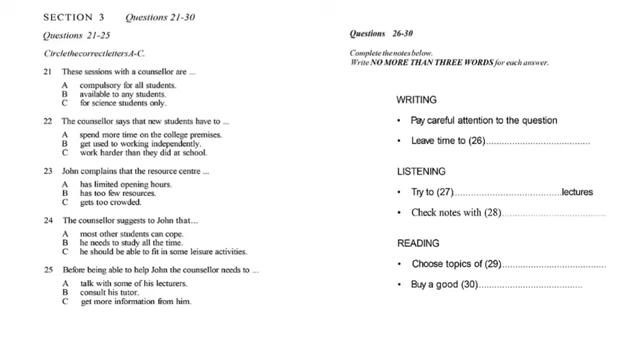 SECTION 3 Questions 21-30
Questions 21-25
CirclethecorrectlettersA-C.
21 These sessions with a counsellor are ...
A compulsory for all students.
B available to any students.
C for science students only.
22 The counsellor says that new students have to ...
A spend more time on the college premises.
B get used to working independently.
C work harder than they did at school.
23 John complains that the resource centre ...
A has limited opening hours.
B has too few resources.
C gets too crowded.
24 The counsellor suggests to John that...
A most other students can cope.
B he needs to study all the time.
C he should be able to fit in some leisure activities.
25 Before being able to help John the counsellor needs to ...
A talk with some of his lecturers.
B consult his tutor.
C get more information from him.
Questions 26-30
Complete the notes below.
Write NO MORE THAN THREE WORDS for each answer.
WRITING
• Pay careful attention to the question
• Leave time to (26)......................................
LISTENING
• Try to (27).......................................lectures
• Check notes with (28)......................................
READING
• Choose topics of (29)......................................
• Buy a good (30)......................................